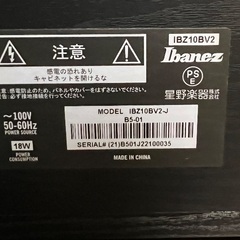 IBZ10BV2
Ibanez
注意
感電の恐れあり
キャビネットを開けるな
PS
E
星野楽器
~100V
50-60Hz
POWER SOURCE
18W
POWER
CONSUMPTION
MODEL IBZ10BV2-J
B5-01
SERIAL# (21)B501J22100035
MADE IN CHINA